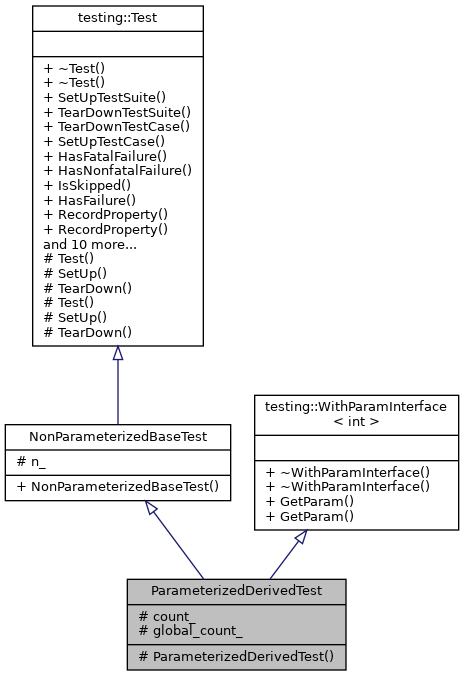 testing::Test
+ ~Test()
+ ~Test()
+ SetUpTestSuite()
+ TearDownTestSuite()
+ TearDownTestCase()
+ SetUpTestCase()
+ HasFatalFailure()
+ HasNonfatalFailure()
+ IsSkipped()
+ HasFailure()
+ RecordProperty()
+ RecordProperty()
and 10 more...
# Test()
# SetUp()
# TearDown()
# Test()
# SetUp()
# TearDown()
NonParameterizedBaseTest
# n_
+ NonParameterizedBaseTest()
testing::WithParamInterface
< int >
+ ~WithParamInterface()
+ ~WithParamInterface()
+ GetParam()
+ GetParam()
ParameterizedDerivedTest
# count_
# global_count_
# ParameterizedDerivedTest()